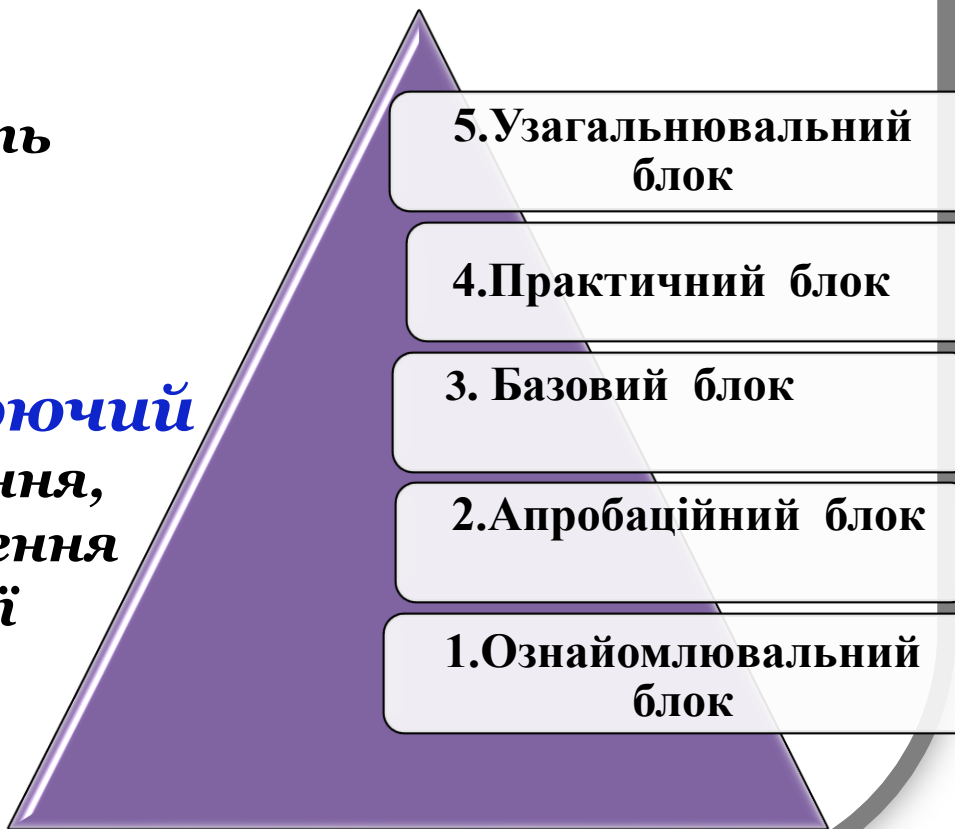 5.Узагальнювальний
блок
4.Практичний блок
3. Базовий блок
2.Апробаційний блок
1.Ознайомлювальний
блок